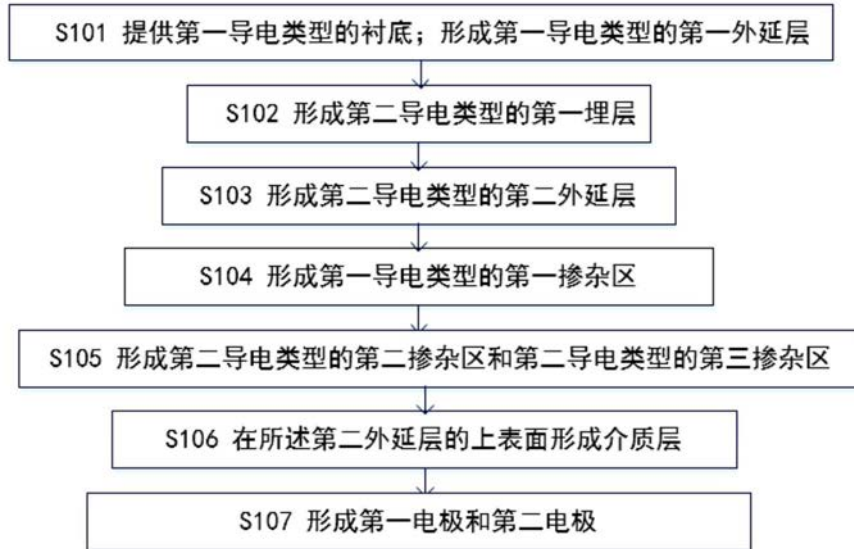 S101 提供第一导电类型的衬底；形成第一导电类型的第一外延层
S102 形成第二导电类型的第一埋层
S103 形成第二导电类型的第二外延层
S104 形成第一导电类型的第一掺杂区
S105 形成第二导电类型的第二掺杂区和第二导电类型的第三掺杂区
S106 在所述第二外延层的上表面形成介质层
S107 形成第一电极和第二电极